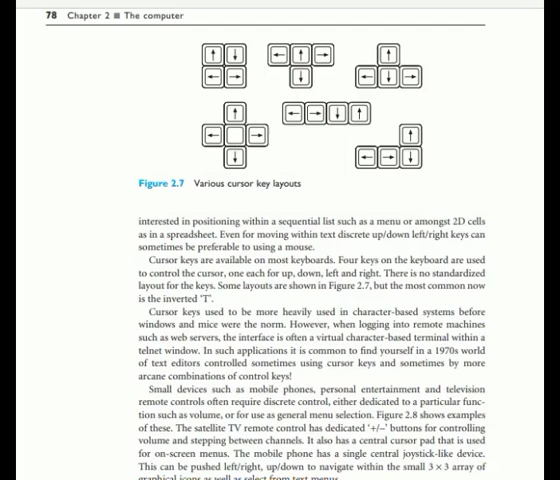 78 Chapter 2 ■ The computer
↑ ↓ ← ↑ → ↑
← → ↓ ← ↓ →
↑ ← → ↓ ↑
← → ↑
↓ ← → ↓
Figure 2.7 Various cursor key layouts
interested in positioning within a sequential list such as a menu or amongst 2D cells
as in a spreadsheet. Even for moving within text discrete up/down left/right keys can
sometimes be preferable to using a mouse.
Cursor keys are available on most keyboards. Four keys on the keyboard are used
to control the cursor, one each for up, down, left and right. There is no standardized
layout for the keys. Some layouts are shown in Figure 2.7, but the most common now
is the inverted 'T'.
Cursor keys used to be more heavily used in character-based systems before
windows and mice were the norm. However, when logging into remote machines
such as web servers, the interface is often a virtual character-based terminal within a
telnet window. In such applications it is common to find yourself in a 1970s world
of text editors controlled sometimes using cursor keys and sometimes by more
arcane combinations of control keys!
Small devices such as mobile phones, personal entertainment and television
remote controls often require discrete control, either dedicated to a particular func-
tion such as volume, or for use as general menu selection. Figure 2.8 shows examples
of these. The satellite TV remote control has dedicated '+/–' buttons for controlling
volume and stepping between channels. It also has a central cursor pad that is used
for on-screen menus. The mobile phone has a single central joystick-like device.
This can be pushed left/right, up/down to navigate within the small 3 × 3 array of
graphical icons as well as select from text menus.